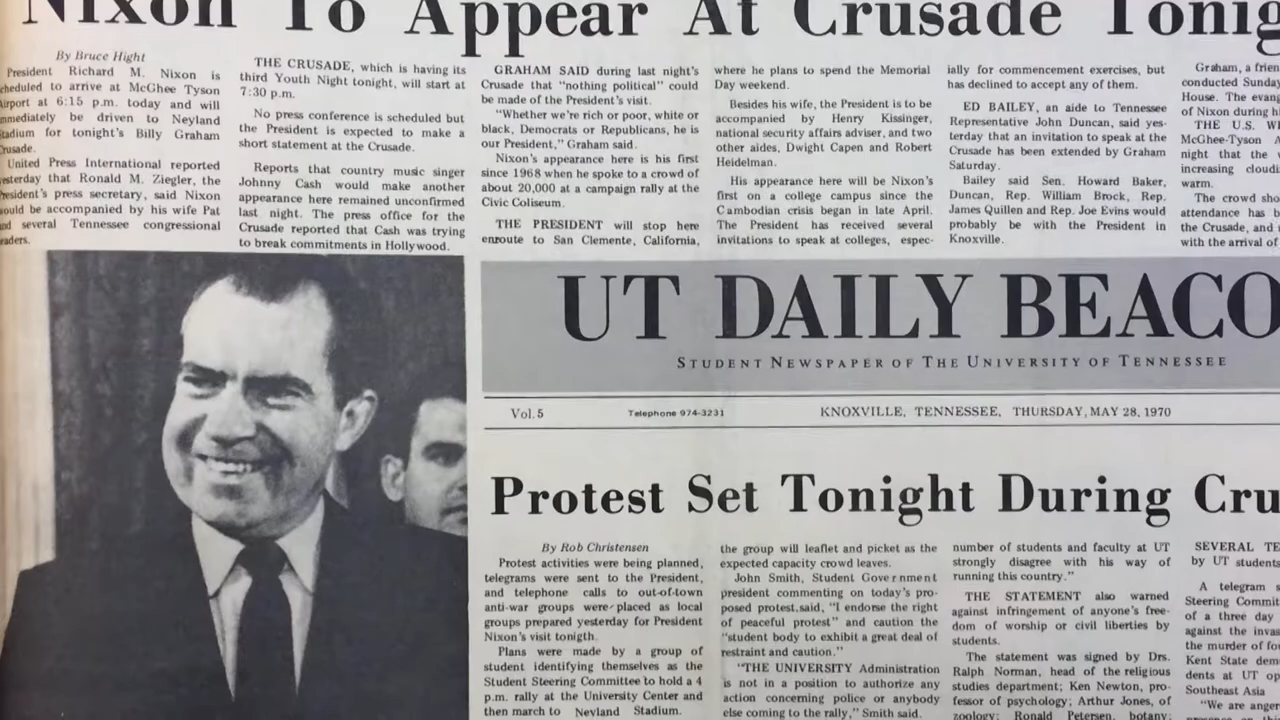 Nixon To Appear At Crusade Tonig
By Bruce Hight
President Richard M. Nixon is
scheduled to arrive at McGhee Tyson
Airport at 6:15 p.m. today and will
immediately be driven to Neyland
Stadium for tonight's Billy Graham
Crusade.
United Press International reported
yesterday that Ronald M. Ziegler, the
President's press secretary, said Nixon
would be accompanied by his wife Pat
and several Tennessee congressional
leaders.
THE CRUSADE, which is having its
third Youth Night tonight, will start at
7:30 p.m.
No press conference is scheduled but
the President is expected to make a
short statement at the Crusade.
Reports that country music singer
Johnny Cash would make another
appearance here remained unconfirmed
last night. The press office for the
Crusade reported that Cash was trying
to break commitments in Hollywood.
GRAHAM SAID during last night's
Crusade that "nothing political" could
be made of the President's visit.
"Whether we're rich or poor, white or
black, Democrats or Republicans, he is
our President," Graham said.
Nixon's appearance here is his first
since 1968 when he spoke to a crowd of
about 20,000 at a campaign rally at the
Civic Coliseum.
THE PRESIDENT will stop here
enroute to San Clemente, California,
where he plans to spend the Memorial
Day weekend.
Besides his wife, the President is to be
accompanied by Henry Kissinger,
national security affairs adviser, and two
other aides, Dwight Capen and Robert
Heidelman.
His appearance here will be Nixon's
first on a college campus since the
Cambodian crisis began in late April.
The President has received several
invitations to speak at colleges, espec-
ially for commencement exercises, but
has declined to accept any of them.
ED BAILEY, an aide to Tennessee
Representative John Duncan, said yes-
terday that an invitation to speak at the
Crusade has been extended by Graham
Saturday.
Bailey said Sen. Howard Baker,
Duncan, Rep. William Brock, Rep.
James Quillen and Rep. Joe Evins would
probably be with the President in
Knoxville.
Graham, a frien
conducted Sunday
House. The evang
of Nixon during h
THE U.S. W
McGhee-Tyson A
night that the
increasing cloudi
warm.
The crowd sho
attendance has b
the Crusade, and
with the arrival of
UT DAILY BEACO
STUDENT NEWSPAPER OF THE UNIVERSITY OF TENNESSEE
Vol. 5 Telephone 974-3231 KNOXVILLE, TENNESSEE, THURSDAY, MAY 28, 1970
Protest Set Tonight During Cru
By Rob Christensen
Protest activities were being planned,
telegrams were sent to the President,
and telephone calls to out-of-town
anti-war groups were placed as local
groups prepared yesterday for President
Nixon's visit tonigth.
Plans were made by a group of
student identifying themselves as the
Student Steering Committee to hold a 4
p.m. rally at the University Center and
then march to Neyland Stadium.
the group will leaflet and picket as the
expected capacity crowd leaves.
John Smith, Student Government
president commenting on today's pro-
posed protest,said, "I endorse the right
of peaceful protest" and caution the
"student body to exhibit a great deal of
restraint and caution."
"THE UNIVERSITY Administration
is not in a position to authorize any
action concerning police or anybody
else coming to the rally," Smith said.
number of students and faculty at UT
strongly disagree with his way of
running this country."
THE STATEMENT also warned
against infringement of anyone's free-
dom of worship or civil liberties by
students.
The statement was signed by Drs.
Ralph Norman, head of the religious
studies department; Ken Newton, pro-
fessor of psychology; Arthur Jones, of
zoology; Ronald Petersen, botany;
SEVERAL TE
by UT students
A telegram s
Steering Commit
of a three day
against the invas
the murder of fou
Kent State dem
dents at UT op
Southeast Asia
"We are anger